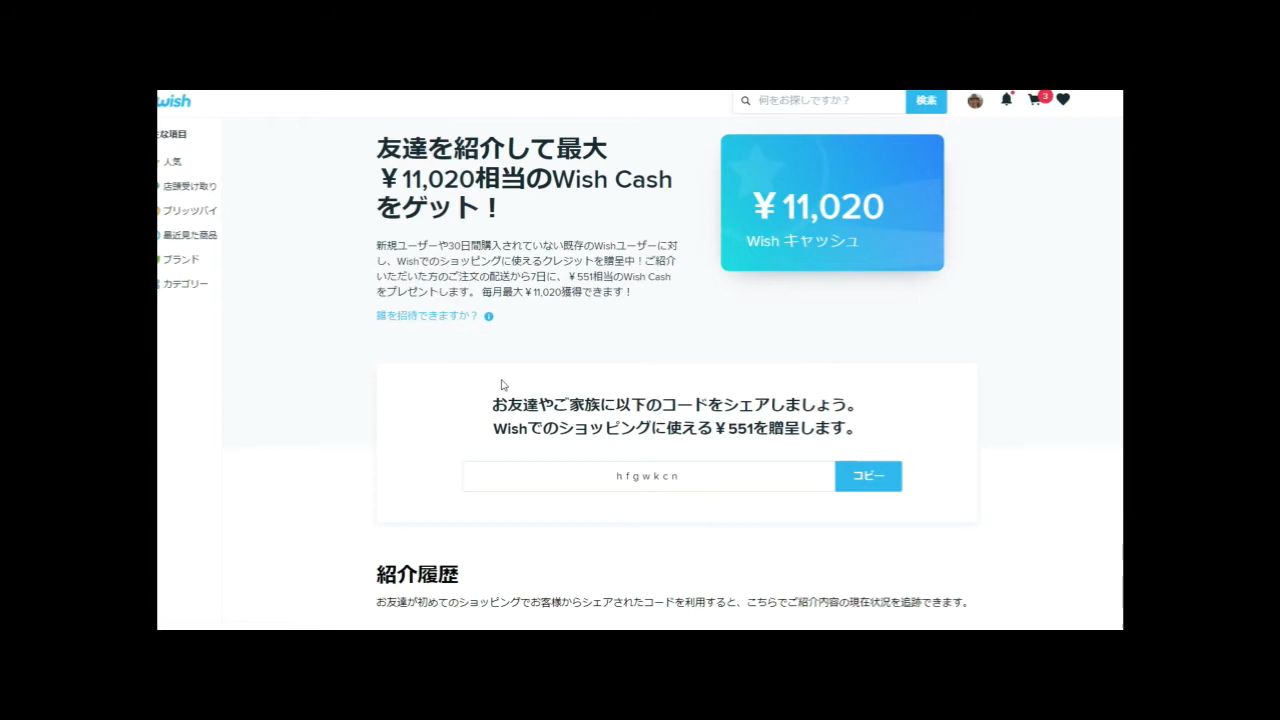 wish
何をお探しですか？
検索
3
主な項目
人気
店頭受け取り
ブリッツバイ
最近見た商品
ブランド
カテゴリー
友達を紹介して最大
￥11,020相当のWish Cash
をゲット！
新規ユーザーや30日間購入されていない既存のWishユーザーに対
し、Wishでのショッピングに使えるクレジットを贈呈中！ご紹介
いただいた方のご注文の配送から7日に、￥551相当のWish Cash
をプレゼントします。 毎月最大￥11,020獲得できます！
誰を招待できますか？
￥11,020
Wish キャッシュ
お友達やご家族に以下のコードをシェアしましょう。
Wishでのショッピングに使える￥551を贈呈します。
hfgwkcn
コピー
紹介履歴
お友達が初めてのショッピングでお客様からシェアされたコードを利用すると、こちらでご紹介内容の現在状況を追跡できます。